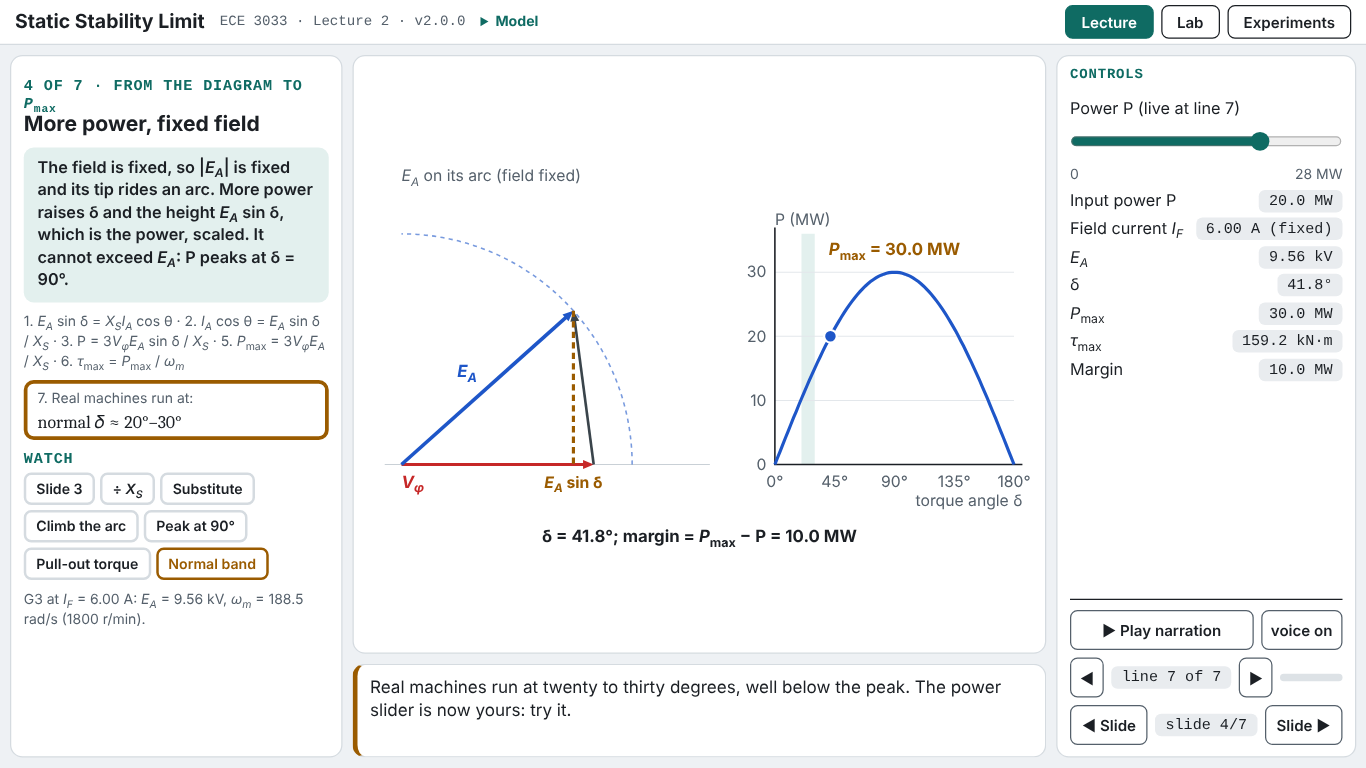 Static Stability Limit ECE 3033 · Lecture 2 · v2.0.0 ▶ Model Lecture Lab Experiments
4 OF 7 · FROM THE DIAGRAM TO
Pmax
More power, fixed field
The field is fixed, so |EA| is fixed
and its tip rides an arc. More power
raises δ and the height EA sin δ,
which is the power, scaled. It
cannot exceed EA: P peaks at δ =
90°.
1. EA sin δ = XSIA cos θ · 2. IA cos θ = EA sin δ
/ XS · 3. P = 3VφEA sin δ / XS · 5. Pmax = 3VφEA
/ XS · 6. τmax = Pmax / ωm
7. Real machines run at:
normal δ ≈ 20°–30°
WATCH
Slide 3 ÷ XS Substitute
Climb the arc Peak at 90°
Pull-out torque Normal band
G3 at IF = 6.00 A: EA = 9.56 kV, ωm = 188.5
rad/s (1800 r/min).
EA on its arc (field fixed)
EA
Vφ
EA sin δ
P (MW)
Pmax = 30.0 MW
30
20
10
0
0° 45° 90° 135° 180°
torque angle δ
δ = 41.8°; margin = Pmax − P = 10.0 MW
Real machines run at twenty to thirty degrees, well below the peak. The power
slider is now yours: try it.
CONTROLS
Power P (live at line 7)
0 28 MW
Input power P 20.0 MW
Field current IF 6.00 A (fixed)
EA 9.56 kV
δ 41.8°
Pmax 30.0 MW
τmax 159.2 kN·m
Margin 10.0 MW
▶ Play narration voice on
◀ line 7 of 7 ▶
◀ Slide slide 4/7 Slide ▶